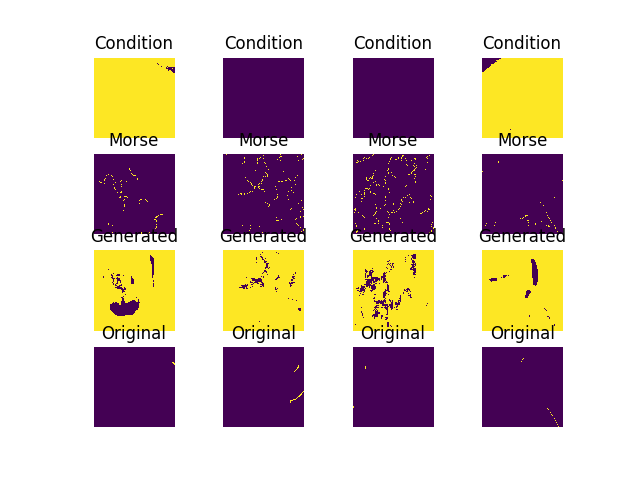 Condition Condition Condition Condition
Morse Morse Morse Morse
Generated Generated Generated Generated
Original Original Original Original